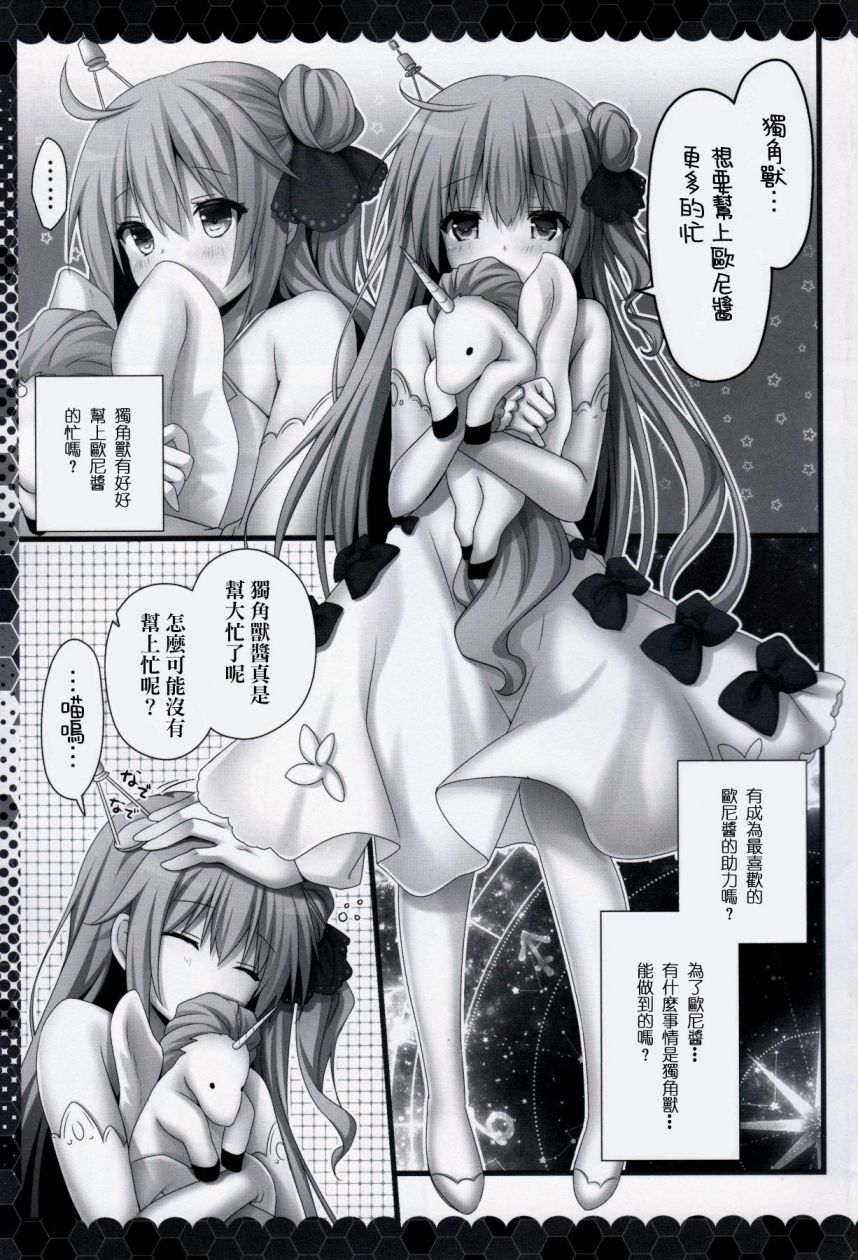 獨角獸…
想要幫上歐尼醬
更多的忙
……
獨角獸有好好
幫上歐尼醬
的忙嗎？
有成為最喜歡的
歐尼醬的助力嗎？
為了歐尼醬…
有什麼事情是獨角獸…
能做到的嗎？
獨角獸醬真是
幫大忙了呢
怎麼可能沒有
幫上忙呢？
…喵嗚…
なで
なで